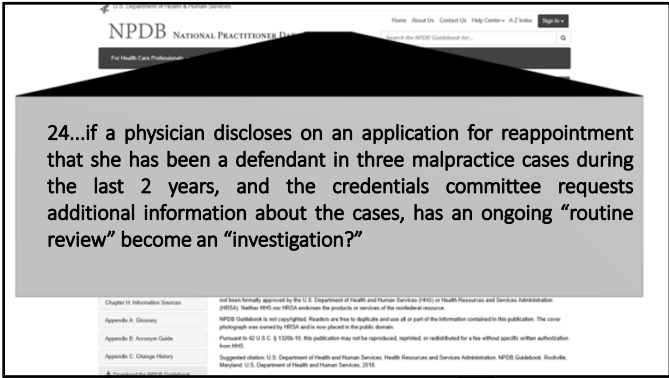 U.S. Department of Health & Human Services
Home About Us Contact Us Help Center A-Z Index Sign In
NPDB NATIONAL PRACTITIONER DA
Search the NPDB Guidebook for...
For Health Care Professionals
24...if a physician discloses on an application for reappointment
that she has been a defendant in three malpractice cases during
the last 2 years, and the credentials committee requests
additional information about the cases, has an ongoing “routine
review” become an “investigation?”
Chapter H: Information Sources
not been formally approved by the U.S. Department of Health and Human Services (HHS) or Health Resources and Services Administration
(HRSA). Neither HHS nor HRSA endorses the products or services of the nonfederal resource.
Appendix A: Glossary
NPDB Guidebook is not copyrighted. Readers are free to duplicate and use all or part of the information contained in this publication. The cover
photograph was owned by HRSA and is now placed in the public domain.
Appendix B: Acronym Guide
Pursuant to 42 U.S.C. § 1320b-10, this publication may not be reproduced, reprinted, or redistributed for a fee without specific written authorization
from HHS.
Appendix C: Change History
Suggested citation: U.S. Department of Health and Human Services, Health Resources and Services Administration. NPDB Guidebook. Rockville,
Maryland: U.S. Department of Health and Human Services, 2018.
Download the NPDB Guidebook